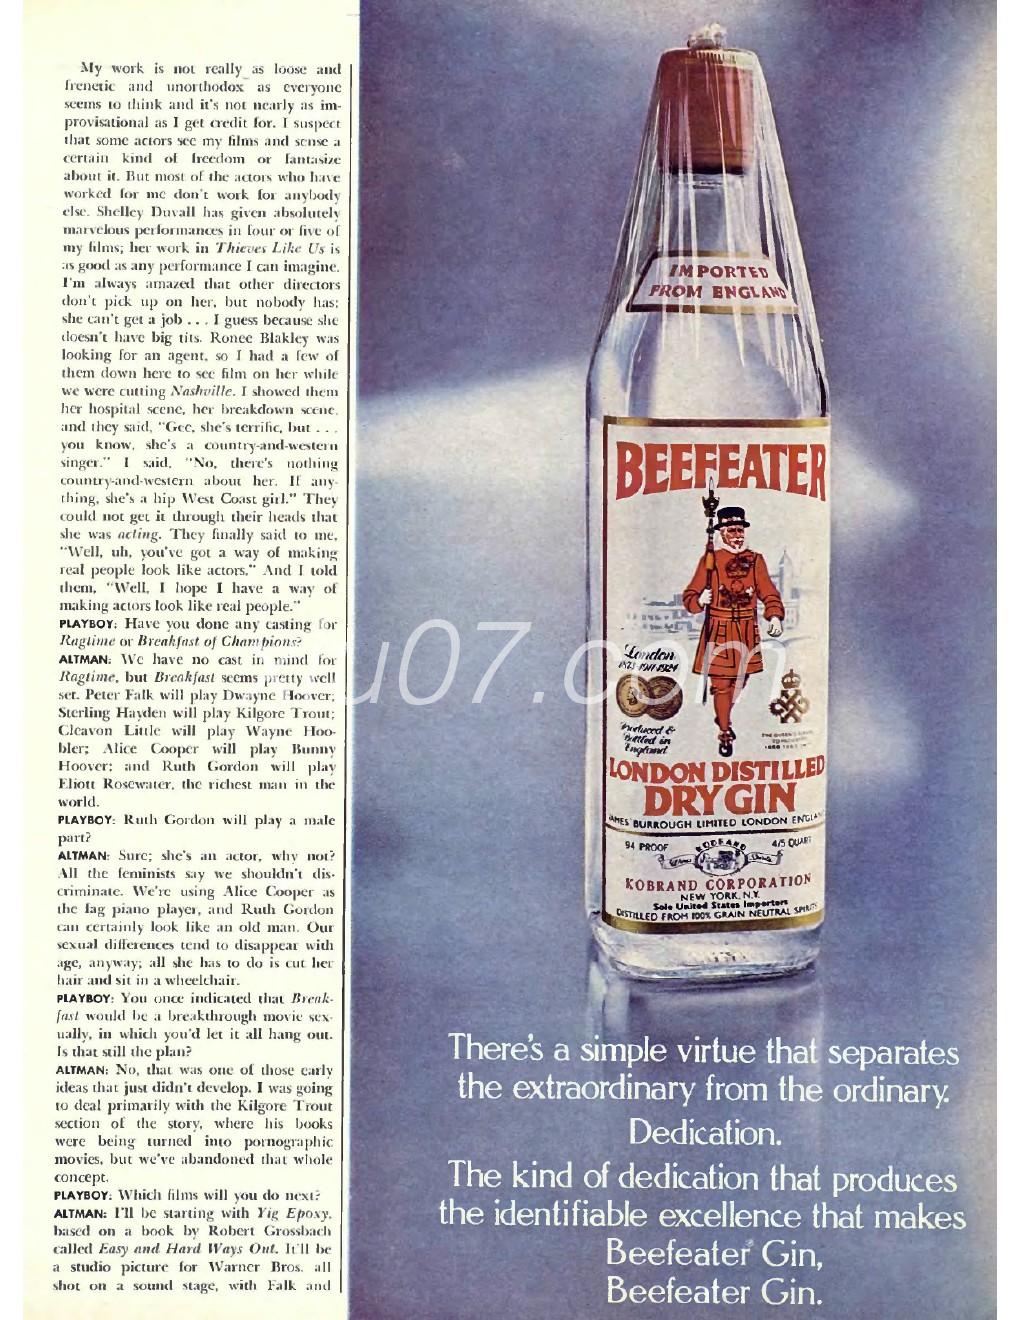 My work is not really as loose and
frenetic and unorthodox as everyone
seems to think and it's not nearly as im-
provisational as I get credit for. I suspect
that some actors see my films and sense a
certain kind of freedom or fantasize
about it. But most of the actors who have
worked for me don't work for anybody
else. Shelley Duvall has given absolutely
marvelous performances in four or five of
my films; her work in Thieves Like Us is
as good as any performance I can imagine.
I'm always amazed that other directors
don't pick up on her, but nobody has;
she can't get a job . . . I guess because she
doesn't have big tits. Ronee Blakley was
looking for an agent, so I had a few of
them down here to see film on her while
we were cutting Nashville. I showed them
her hospital scene, her breakdown scene,
and they said, "Gee, she's terrific, but . . .
you know, she's a country-and-western
singer." I said, "No, there's nothing
country-and-western about her. If any-
thing, she's a hip West Coast girl." They
could not get it through their heads that
she was acting. They finally said to me,
"Well, uh, you've got a way of making
real people look like actors." And I told
them, "Well, I hope I have a way of
making actors look like real people."
PLAYBOY: Have you done any casting for
Ragtime or Breakfast of Champions?
ALTMAN: We have no cast in mind for
Ragtime, but Breakfast seems pretty well
set. Peter Falk will play Dwayne Hoover;
Sterling Hayden will play Kilgore Trout;
Cleavon Little will play Wayne Hoo-
bler; Alice Cooper will play Bunny
Hoover; and Ruth Gordon will play
Eliott Rosewater, the richest man in the
world.
PLAYBOY: Ruth Gordon will play a male
part?
ALTMAN: Sure; she's an actor, why not?
All the feminists say we shouldn't dis-
criminate. We're using Alice Cooper as
the fag piano player, and Ruth Gordon
can certainly look like an old man. Our
sexual differences tend to disappear with
age, anyway; all she has to do is cut her
hair and sit in a wheelchair.
PLAYBOY: You once indicated that Break-
fast would be a breakthrough movie sex-
ually, in which you'd let it all hang out.
Is that still the plan?
ALTMAN: No, that was one of those early
ideas that just didn't develop. I was going
to deal primarily with the Kilgore Trout
section of the story, where his books
were being turned into pornographic
movies, but we've abandoned that whole
concept.
PLAYBOY: Which films will you do next?
ALTMAN: I'll be starting with Yig Epoxy,
based on a book by Robert Grossbach
called Easy and Hard Ways Out. It'll be
a studio picture for Warner Bros. all
shot on a sound stage, with Falk and
IMPORTED
FROM ENGLAND
BEEFEATER
London
1873·1911·1924
Produced &
Bottled in
England
LONDON DISTILLED
DRY GIN
JAMES BURROUGH LIMITED LONDON ENGLAND
94 PROOF KOBRAND 4/5 QUART
KOBRAND CORPORATION
NEW YORK, N.Y.
Sole United States Importers
DISTILLED FROM 100% GRAIN NEUTRAL SPIRITS
u07.com
There's a simple virtue that separates
the extraordinary from the ordinary.
Dedication.
The kind of dedication that produces
the identifiable excellence that makes
Beefeater® Gin,
Beefeater Gin.